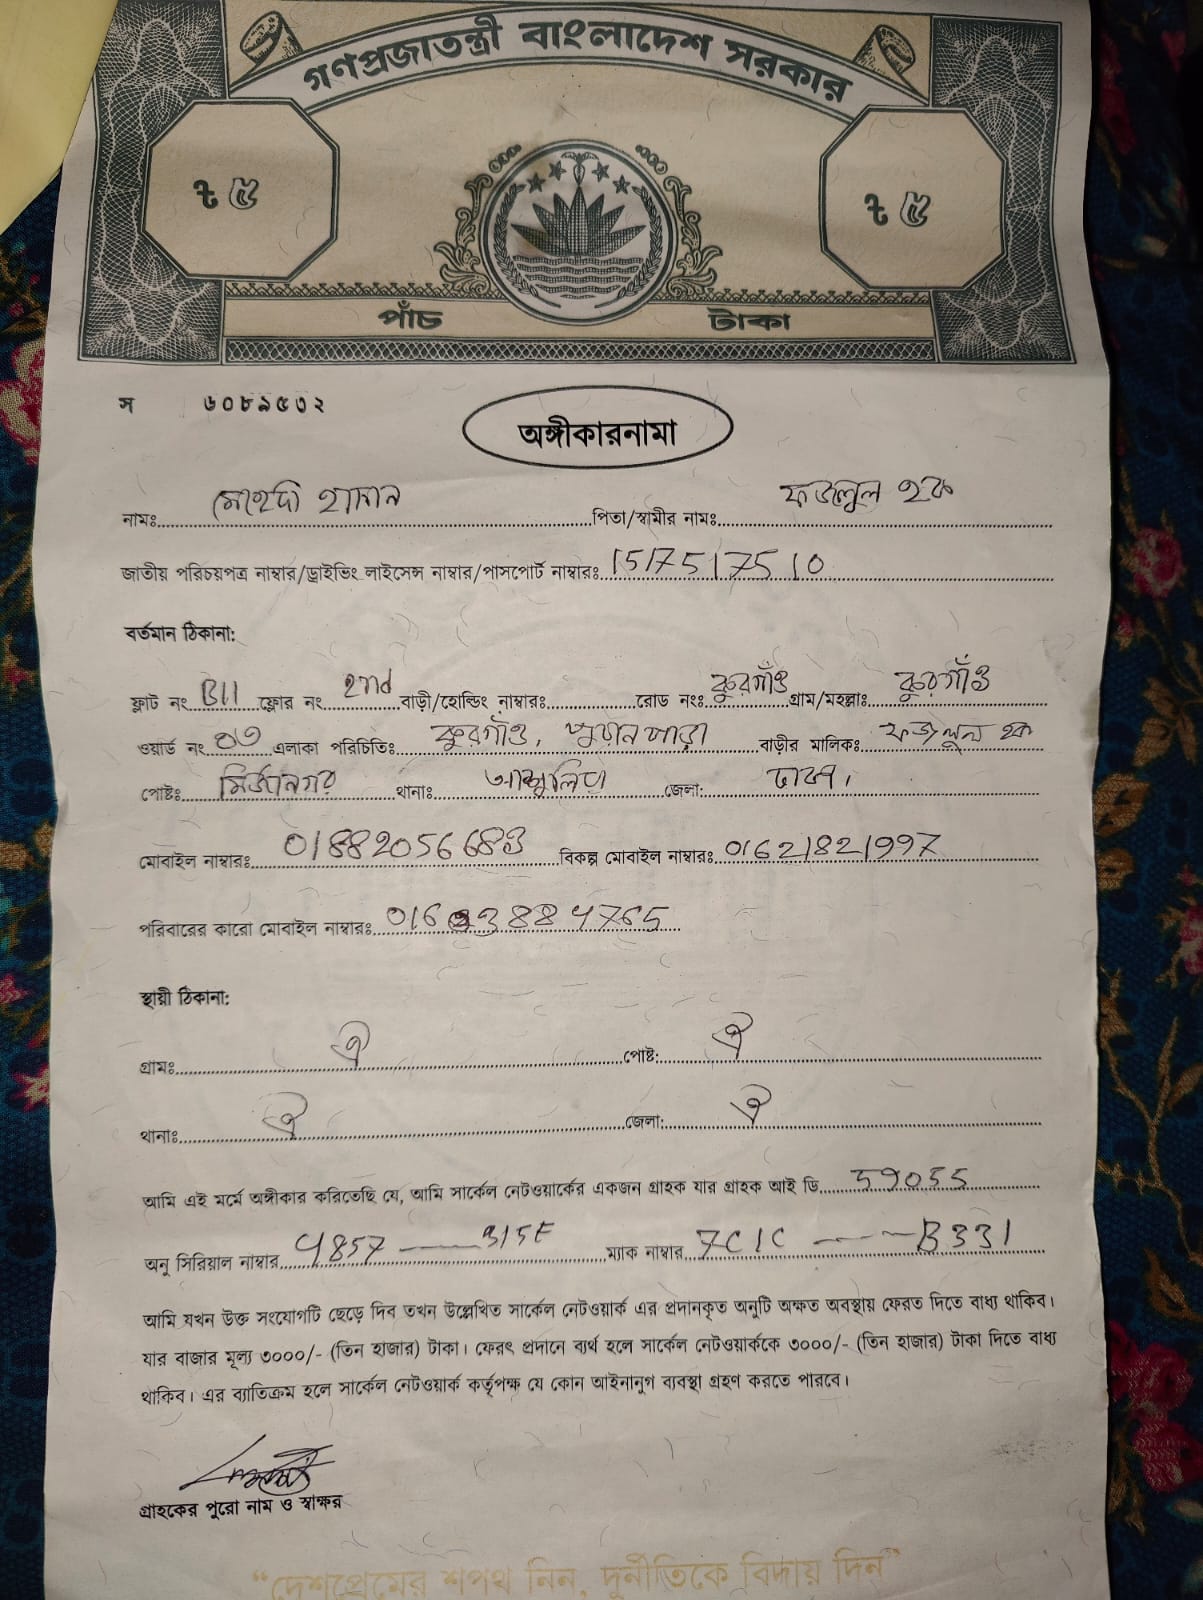 গণপ্রজাতন্ত্রী বাংলাদেশ সরকার
৳ ৫ ৳ ৫
পাঁচ টাকা
স ৬০৮৯৫৩২
অঙ্গীকারনামা
নামঃ মেহেদী হাসান পিতা/স্বামীর নামঃ ফজলুল হক
জাতীয় পরিচয়পত্র নাম্বার/ড্রাইভিং লাইসেন্স নাম্বার/পাসপোর্ট নাম্বারঃ 1517517510
বর্তমান ঠিকানা:
ফ্লাট নং B11 ফ্লোর নং 2nd বাড়ী/হোল্ডিং নাম্বারঃ রোড নংঃ কুরগাঁও গ্রাম/মহল্লাঃ কুরগাঁও
ওয়ার্ড নং ০৩ এলাকা পরিচিতিঃ কুরগাঁও, পুরানপাড়া বাড়ীর মালিকঃ ফজলুল হক
পোষ্টঃ মির্জানগর থানাঃ আশুলিয়া জেলা: ঢাকা।
মোবাইল নাম্বারঃ 01882056683 বিকল্প মোবাইল নাম্বারঃ 01621821997
পরিবারের কারো মোবাইল নাম্বারঃ
স্থায়ী ঠিকানা:
গ্রামঃ ঐ পোষ্ট: ঐ
থানাঃ ঐ জেলা: ঐ
আমি এই মর্মে অঙ্গীকার করিতেছি যে, আমি সার্কেল নেটওয়ার্কের একজন গ্রাহক যার গ্রাহক আই ডি 59055
অনু সিরিয়াল নাম্বার 4857 —— B15E ম্যাক নাম্বার 7C1C ---- B331
আমি যখন উক্ত সংযোগটি ছেড়ে দিব তখন উল্লেখিত সার্কেল নেটওয়ার্ক এর প্রদানকৃত অনুটি অক্ষত অবস্থায় ফেরত দিতে বাধ্য থাকিব।
যার বাজার মূল্য ৩০০০/- (তিন হাজার) টাকা। ফেরৎ প্রদানে ব্যর্থ হলে সার্কেল নেটওয়ার্ককে ৩০০০/- (তিন হাজার) টাকা দিতে বাধ্য
থাকিব। এর ব্যাতিক্রম হলে সার্কেল নেটওয়ার্ক কর্তৃপক্ষ যে কোন আইনানুগ ব্যবস্থা গ্রহণ করতে পারবে।
গ্রাহকের পুরো নাম ও স্বাক্ষর
“দেশপ্রেমের শপথ নিন, দুর্নীতিকে বিদায় দিন”